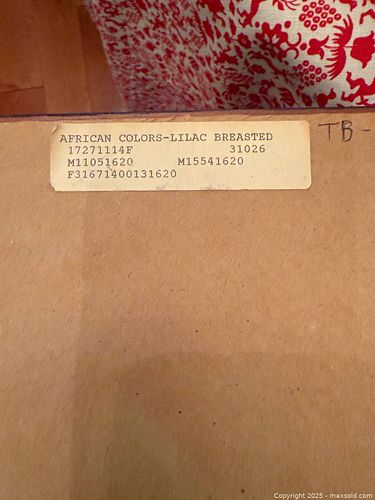 AFRICAN COLORS-LILAC BREASTED
17271114F 31026
M11051620 M15541620
F31671400131620
TB-
Copyright 2025 - maxsold.com